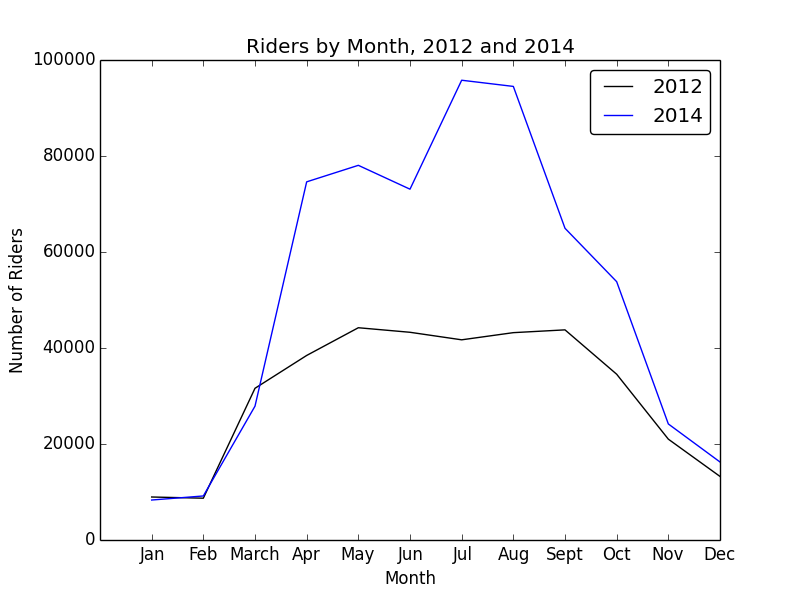 Riders by Month, 2012 and 2014
100000
80000
60000
40000
20000
0
Number of Riders
2012
2014
Jan Feb March Apr May Jun Jul Aug Sept Oct Nov Dec
Month